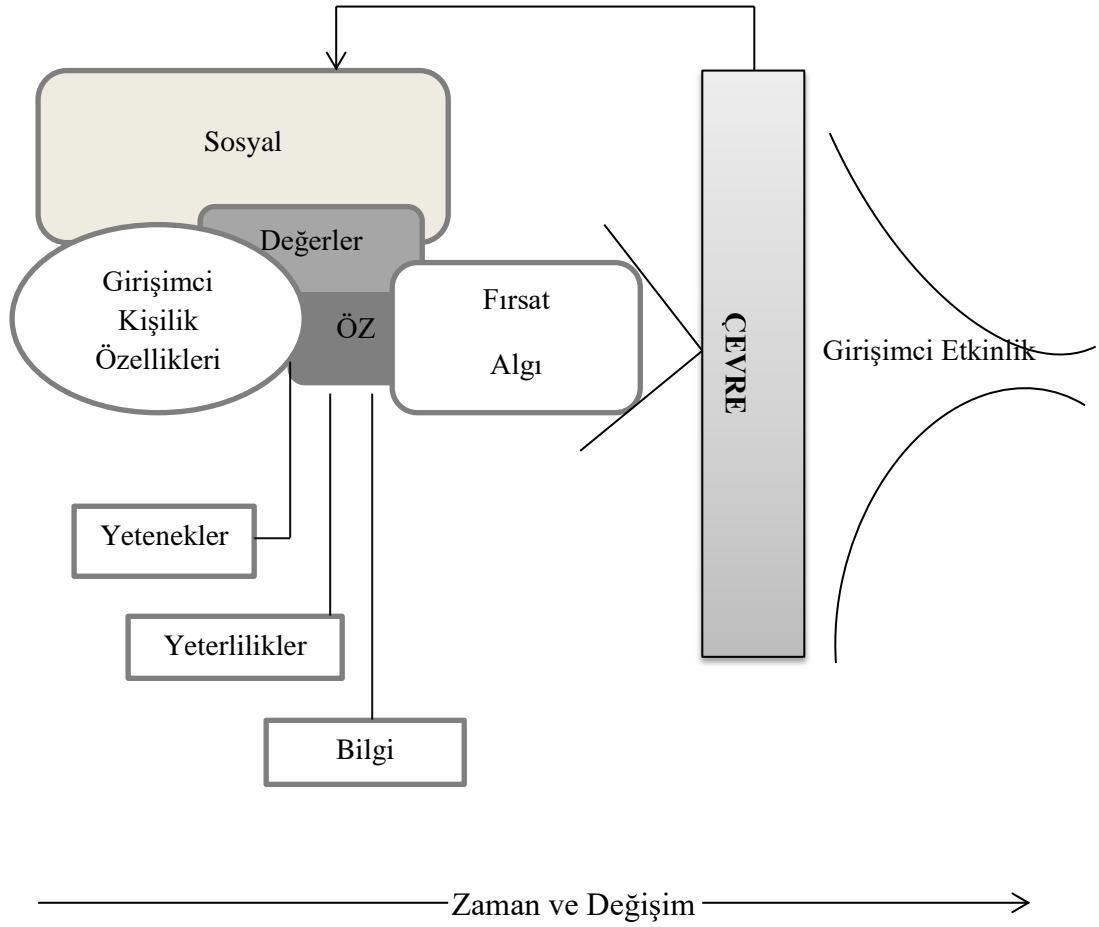 Sosyal
Değerler
Girişimci
Kişilik
Özellikleri
ÖZ
Fırsat
Algı
ÇEVRE
Girişimci Etkinlik
Yetenekler
Yeterlilikler
Bilgi
Zaman ve Değişim